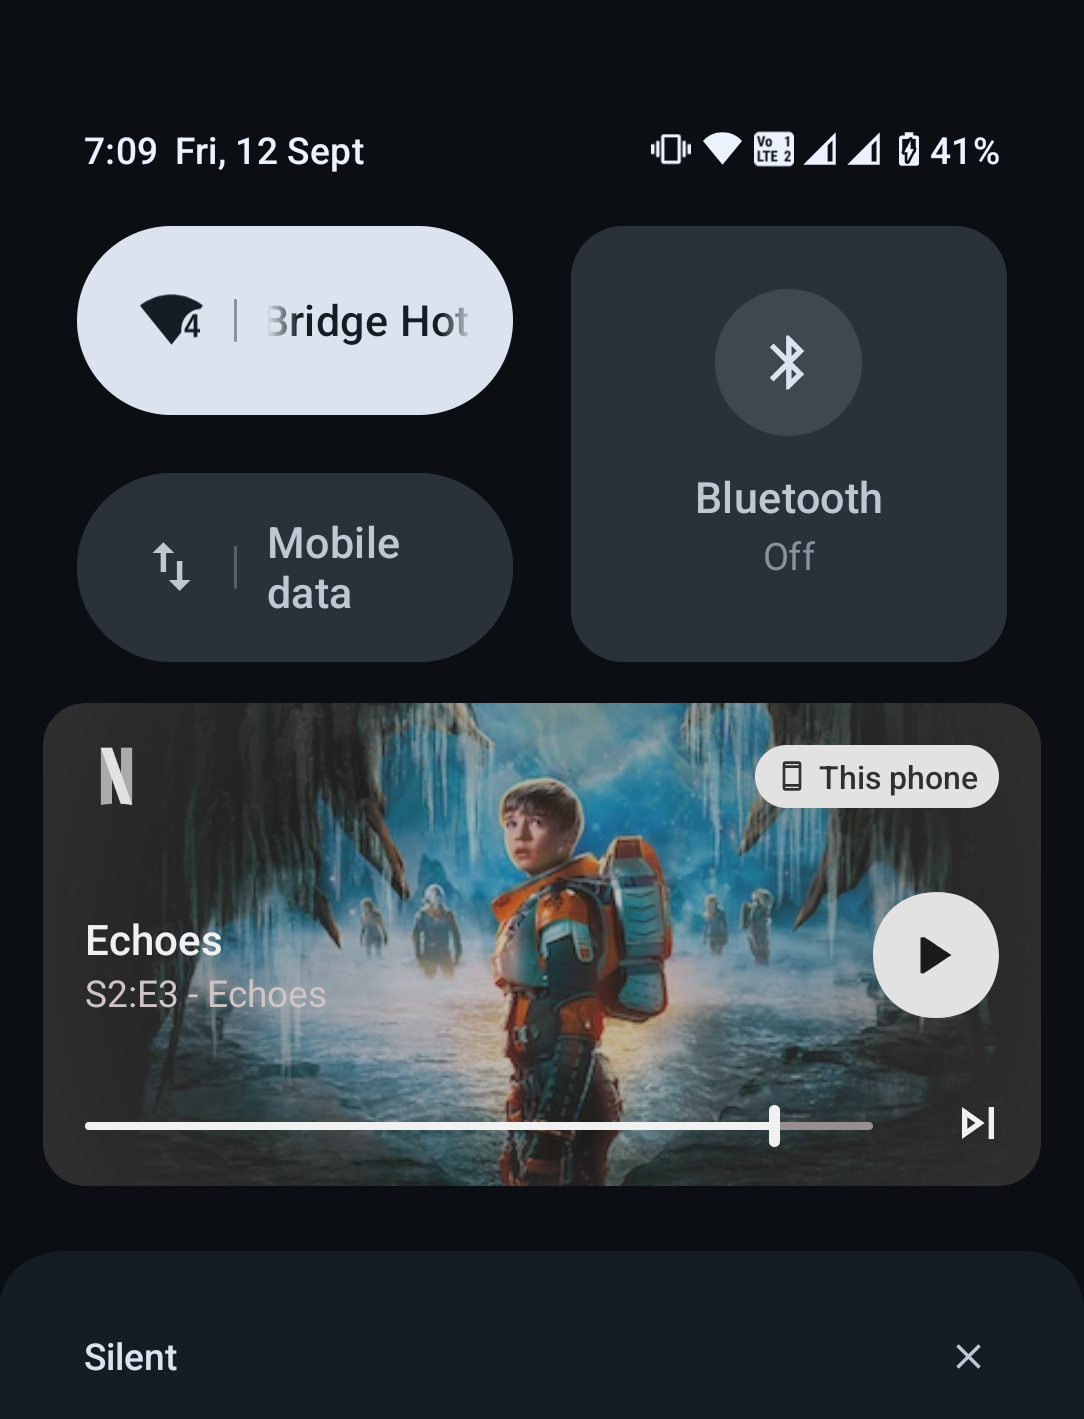 7:09 Fri, 12 Sept
Vo 1
LTE 2
41%
4
Bridge Hot
Bluetooth
Off
Mobile
data
N
This phone
Echoes
S2:E3 - Echoes
Silent